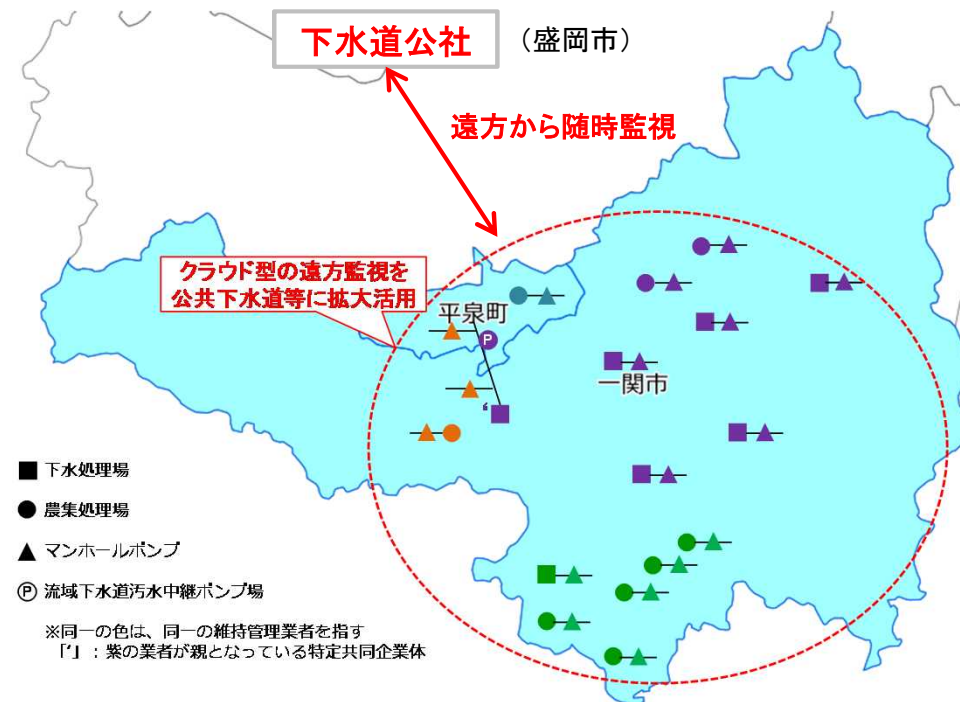 下水道公社
（盛岡市）
遠方から随時監視
クラウド型の遠方監視を
公共下水道等に拡大活用
平泉町
P
一関市
‘
■ 下水処理場
● 農集処理場
▲ マンホールポンプ
Ⓟ 流域下水道汚水中継ポンプ場
※同一の色は、同一の維持管理業者を指す
「‘」：紫の業者が親となっている特定共同企業体